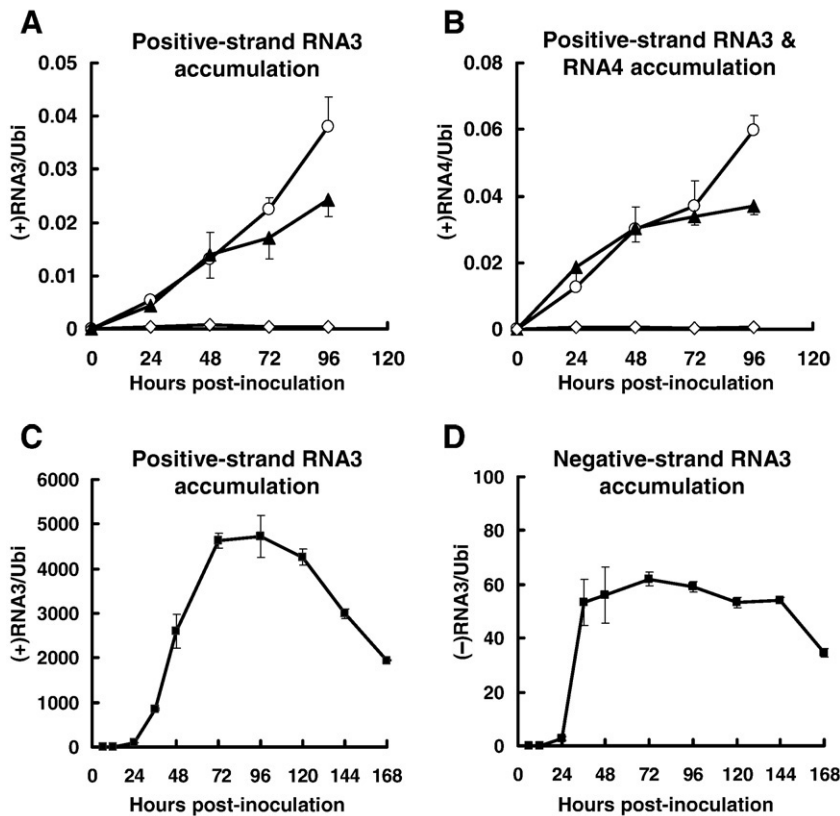 A
Positive-strand RNA3
accumulation
(+)RNA3/Ubi
0.05
0.04
0.03
0.02
0.01
0
0 24 48 72 96 120
Hours post-inoculation
B
Positive-strand RNA3 &
RNA4 accumulation
(+)RNA4/Ubi
0.08
0.06
0.04
0.02
0
0 24 48 72 96 120
Hours post-inoculation
C
Positive-strand RNA3
accumulation
(+)RNA3/Ubi
6000
5000
4000
3000
2000
1000
0
0 24 48 72 96 120 144 168
Hours post-inoculation
D
Negative-strand RNA3
accumulation
(–)RNA3/Ubi
100
80
60
40
20
0
0 24 48 72 96 120 144 168
Hours post-inoculation